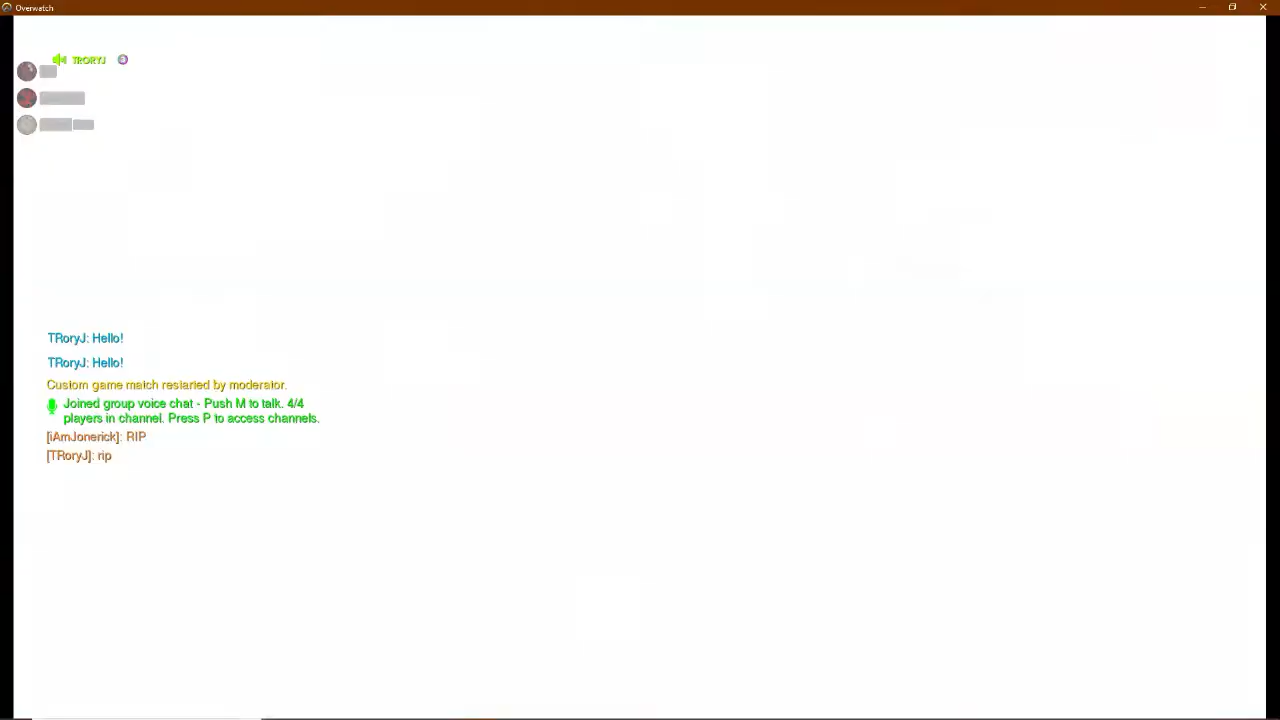 Overwatch
TRORYJ
TRoryJ: Hello!
TRoryJ: Hello!
Custom game match restarted by moderator.
Joined group voice chat - Push M to talk. 4/4
players in channel. Press P to access channels.
[iAmJonerick]: RIP
[TRoryJ]: rip